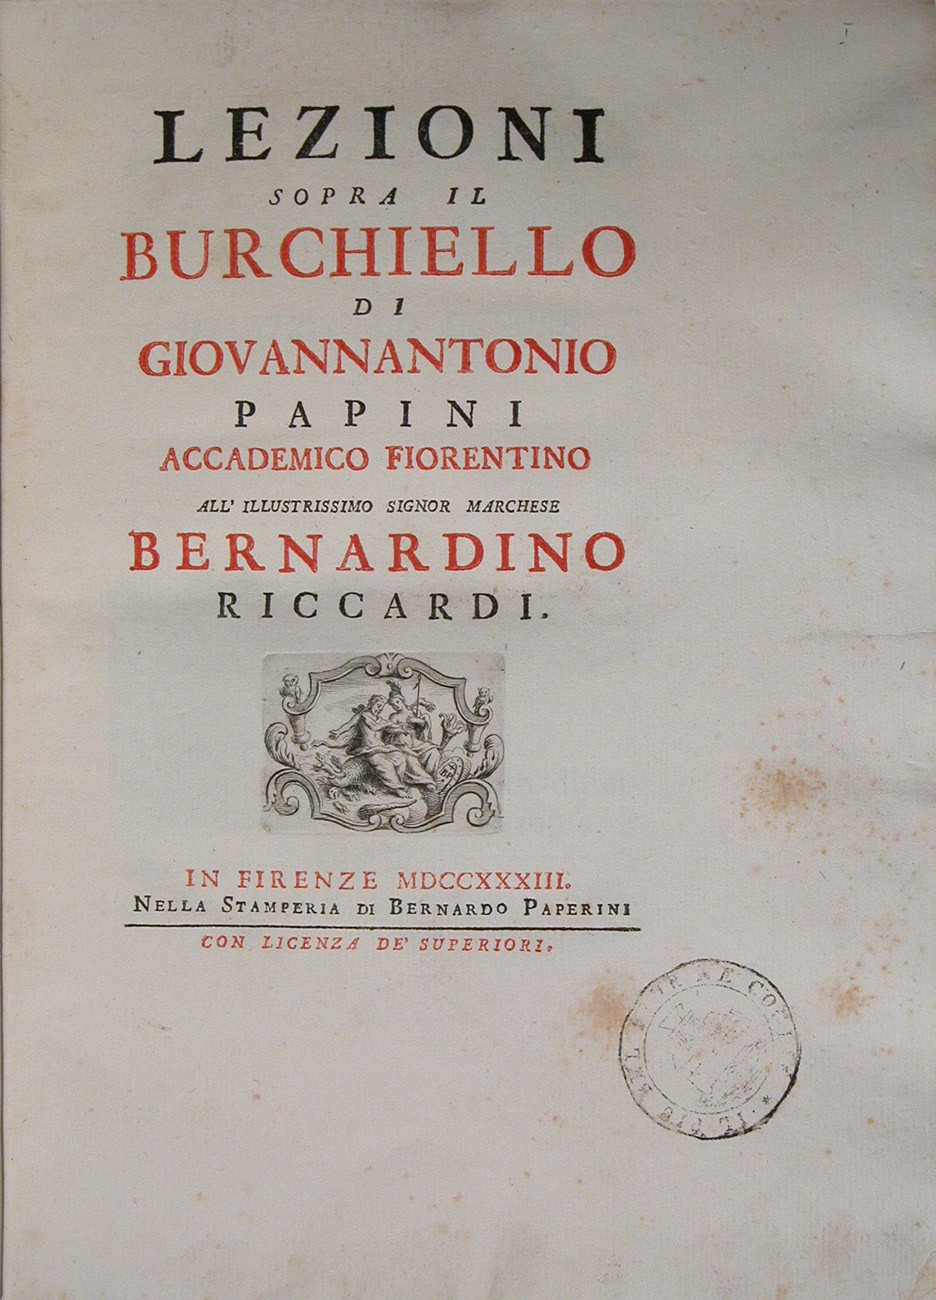 LEZIONI
SOPRA IL
BURCHIELLO
DI
GIOVANNANTONIO
PAPINI
ACCADEMICO FIORENTINO
ALL' ILLUSTRISSIMO SIGNOR MARCHESE
BERNARDINO
RICCARDI.
IN FIRENZE MDCCXXXIII.
NELLA STAMPERIA DI BERNARDO PAPERINI
CON LICENZA DE' SUPERIORI.